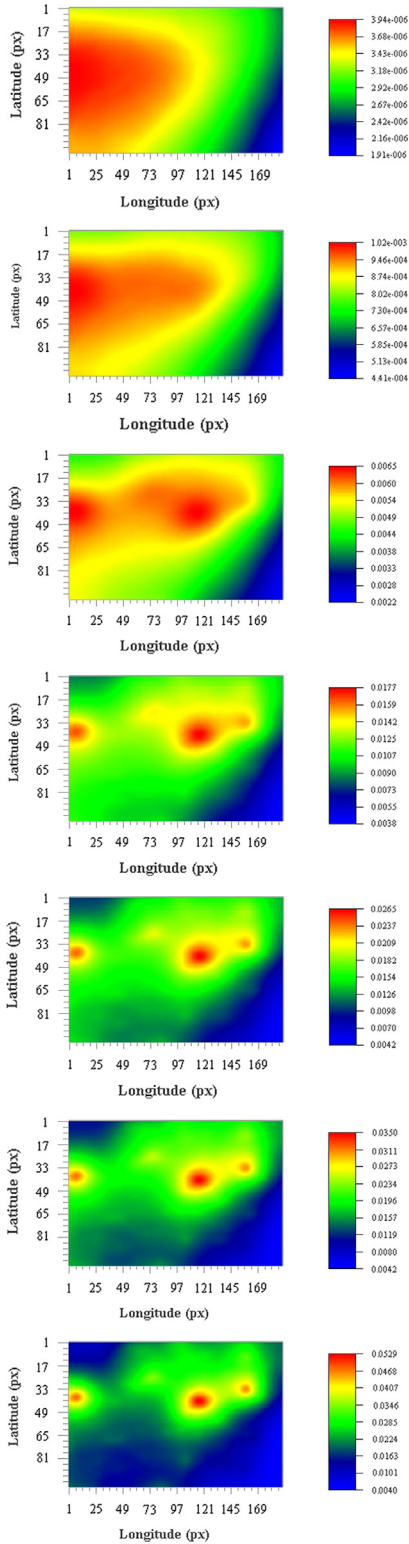 1
17
33
49
65
81
Latitude (px)
1 25 49 73 97 121 145 169
Longitude (px)
3.94e-006
3.68e-006
3.43e-006
3.18e-006
2.92e-006
2.67e-006
2.42e-006
2.16e-006
1.91e-006
1
17
33
49
65
81
Latitude (px)
1 25 49 73 97 121 145 169
Longitude (px)
1.02e-003
9.46e-004
8.74e-004
8.02e-004
7.30e-004
6.57e-004
5.85e-004
5.13e-004
4.41e-004
1
17
33
49
65
81
Latitude (px)
1 25 49 73 97 121 145 169
Longitude (px)
0.0065
0.0060
0.0054
0.0049
0.0044
0.0038
0.0033
0.0028
0.0022
1
17
33
49
65
81
Latitude (px)
1 25 49 73 97 121 145 169
Longitude (px)
0.0177
0.0159
0.0142
0.0125
0.0107
0.0090
0.0073
0.0055
0.0038
1
17
33
49
65
81
Latitude (px)
1 25 49 73 97 121 145 169
Longitude (px)
0.0265
0.0237
0.0209
0.0182
0.0154
0.0126
0.0098
0.0070
0.0042
1
17
33
49
65
81
Latitude (px)
1 25 49 73 97 121 145 169
Longitude (px)
0.0350
0.0311
0.0273
0.0234
0.0196
0.0157
0.0119
0.0080
0.0042
1
17
33
49
65
81
Latitude (px)
1 25 49 73 97 121 145 169
Longitude (px)
0.0529
0.0468
0.0407
0.0346
0.0285
0.0224
0.0163
0.0101
0.0040